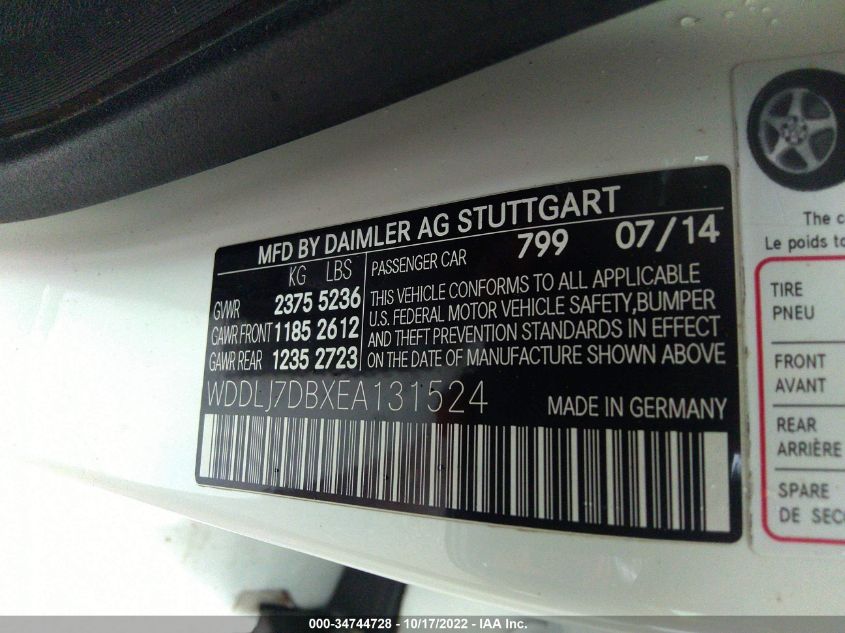 MFD BY DAIMLER AG STUTTGART
KG LBS
GVWR 2375 5236
GAWR FRONT 1185 2612
GAWR REAR 1235 2723
PASSENGER CAR 799 07/14
THIS VEHICLE CONFORMS TO ALL APPLICABLE
U.S. FEDERAL MOTOR VEHICLE SAFETY, BUMPER
AND THEFT PREVENTION STANDARDS IN EFFECT
ON THE DATE OF MANUFACTURE SHOWN ABOVE
WDDLJ7DBXEA131524
MADE IN GERMANY
The c
Le poids to
TIRE
PNEU
FRONT
AVANT
REAR
ARRIÈRE
SPARE
DE SECO
000-34744728 - 10/17/2022 - IAA Inc.